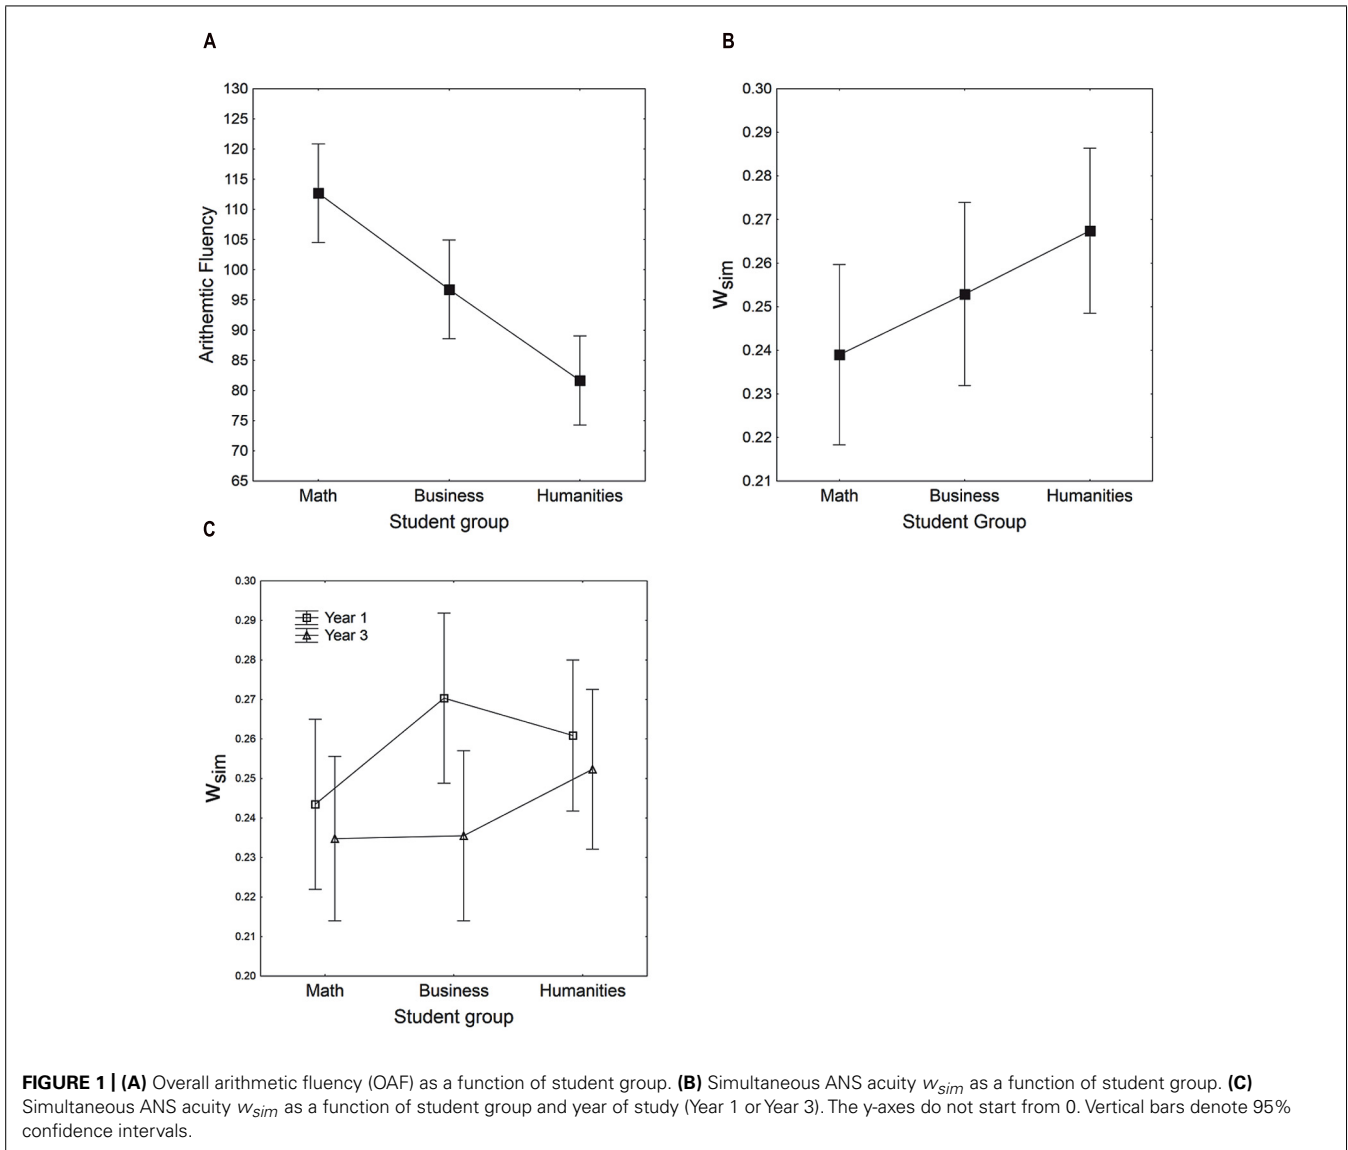 A
130
125
120
115
110
105
100
95
90
85
80
75
70
65
Arithemtic Fluency
Math Business Humanities
Student group
B
0.30
0.29
0.28
0.27
0.26
0.25
0.24
0.23
0.22
0.21
Wsim
Math Business Humanities
Student Group
C
0.30
0.29
0.28
0.27
0.26
0.25
0.24
0.23
0.22
0.21
0.20
Wsim
Year 1
Year 3
Math Business Humanities
Student group
FIGURE 1 | (A) Overall arithmetic fluency (OAF) as a function of student group. (B) Simultaneous ANS acuity wsim as a function of student group. (C)
Simultaneous ANS acuity wsim as a function of student group and year of study (Year 1 or Year 3). The y-axes do not start from 0. Vertical bars denote 95%
confidence intervals.